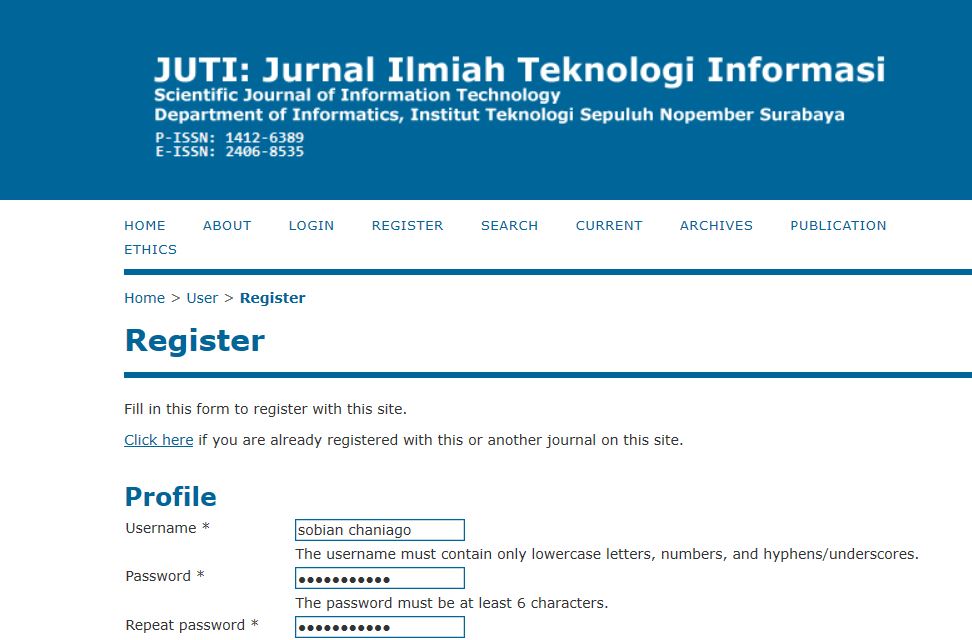 JUTI: Jurnal Ilmiah Teknologi Informasi
Scientific Journal of Information Technology
Department of Informatics, Institut Teknologi Sepuluh Nopember Surabaya
P-ISSN: 1412-6389
E-ISSN: 2406-8535
HOME ABOUT LOGIN REGISTER SEARCH CURRENT ARCHIVES PUBLICATION
ETHICS
Home > User > Register
Register
Fill in this form to register with this site.
Click here if you are already registered with this or another journal on this site.
Profile
Username * sobian chaniago
The username must contain only lowercase letters, numbers, and hyphens/underscores.
Password * •••••••••••
The password must be at least 6 characters.
Repeat password * •••••••••••